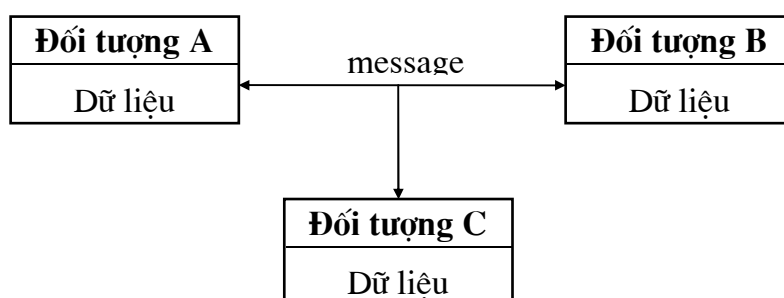 Đối tượng A
Đối tượng B
message
Dữ liệu
Dữ liệu
Đối tượng C
Dữ liệu